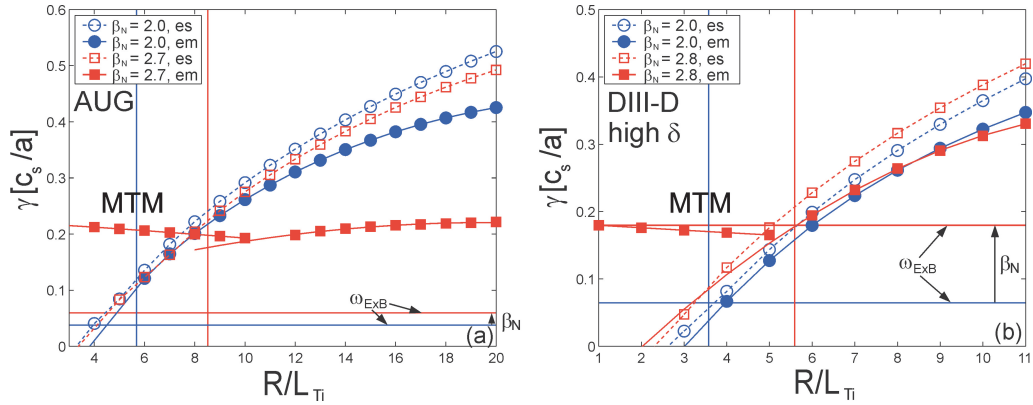 β_N = 2.0, es
β_N = 2.0, em
β_N = 2.7, es
β_N = 2.7, em
AUG
MTM
ω_ExB
(a)
β_N
0
0.1
0.2
0.3
0.4
0.5
0.6
γ [c_s/a]
4 6 8 10 12 14 16 18 20
R/L_Ti
β_N = 2.0, es
β_N = 2.0, em
β_N = 2.8, es
β_N = 2.8, em
DIII-D
high δ
MTM
ω_ExB
β_N
(b)
0
0.1
0.2
0.3
0.4
0.5
γ [c_s/a]
1 2 3 4 5 6 7 8 9 10 11
R/L_Ti